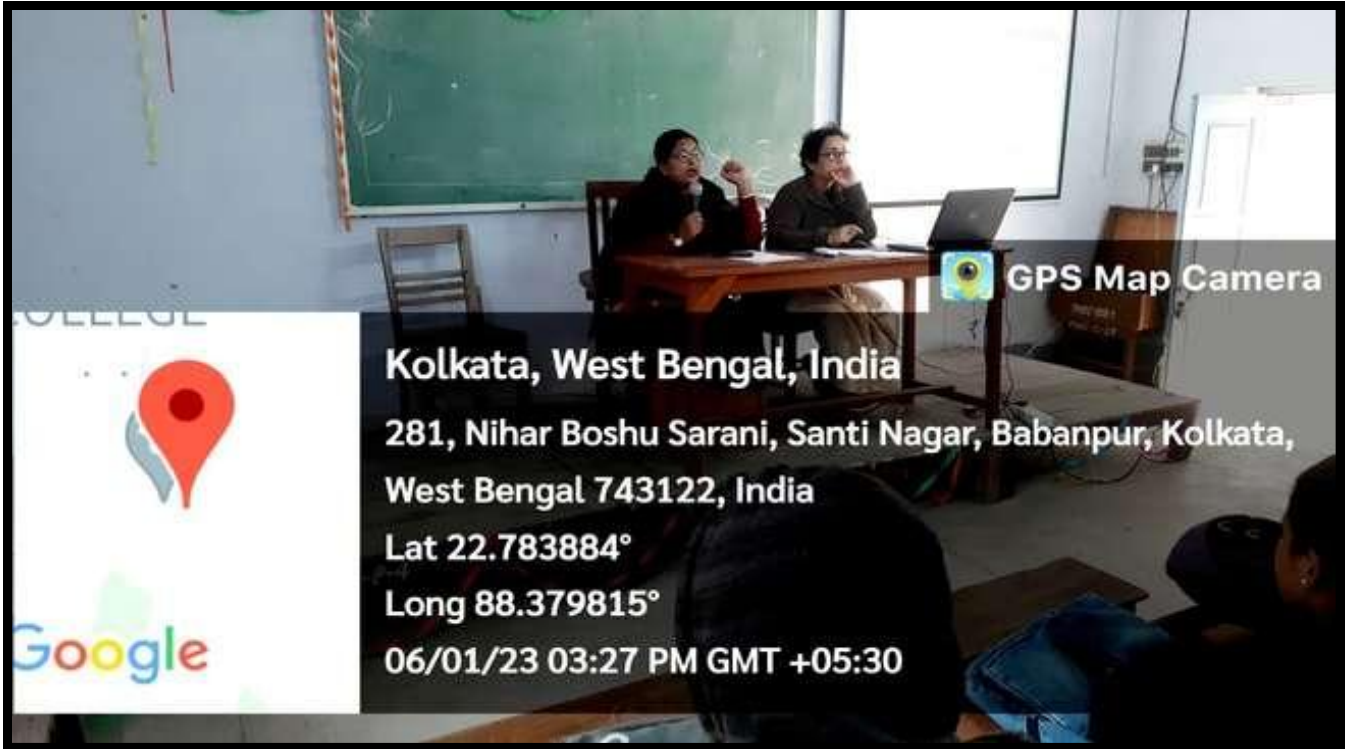 GPS Map Camera
COLLEGE
Kolkata, West Bengal, India
281, Nihar Boshu Sarani, Santi Nagar, Babanpur, Kolkata,
West Bengal 743122, India
Lat 22.783884°
Long 88.379815°
06/01/23 03:27 PM GMT +05:30
Google